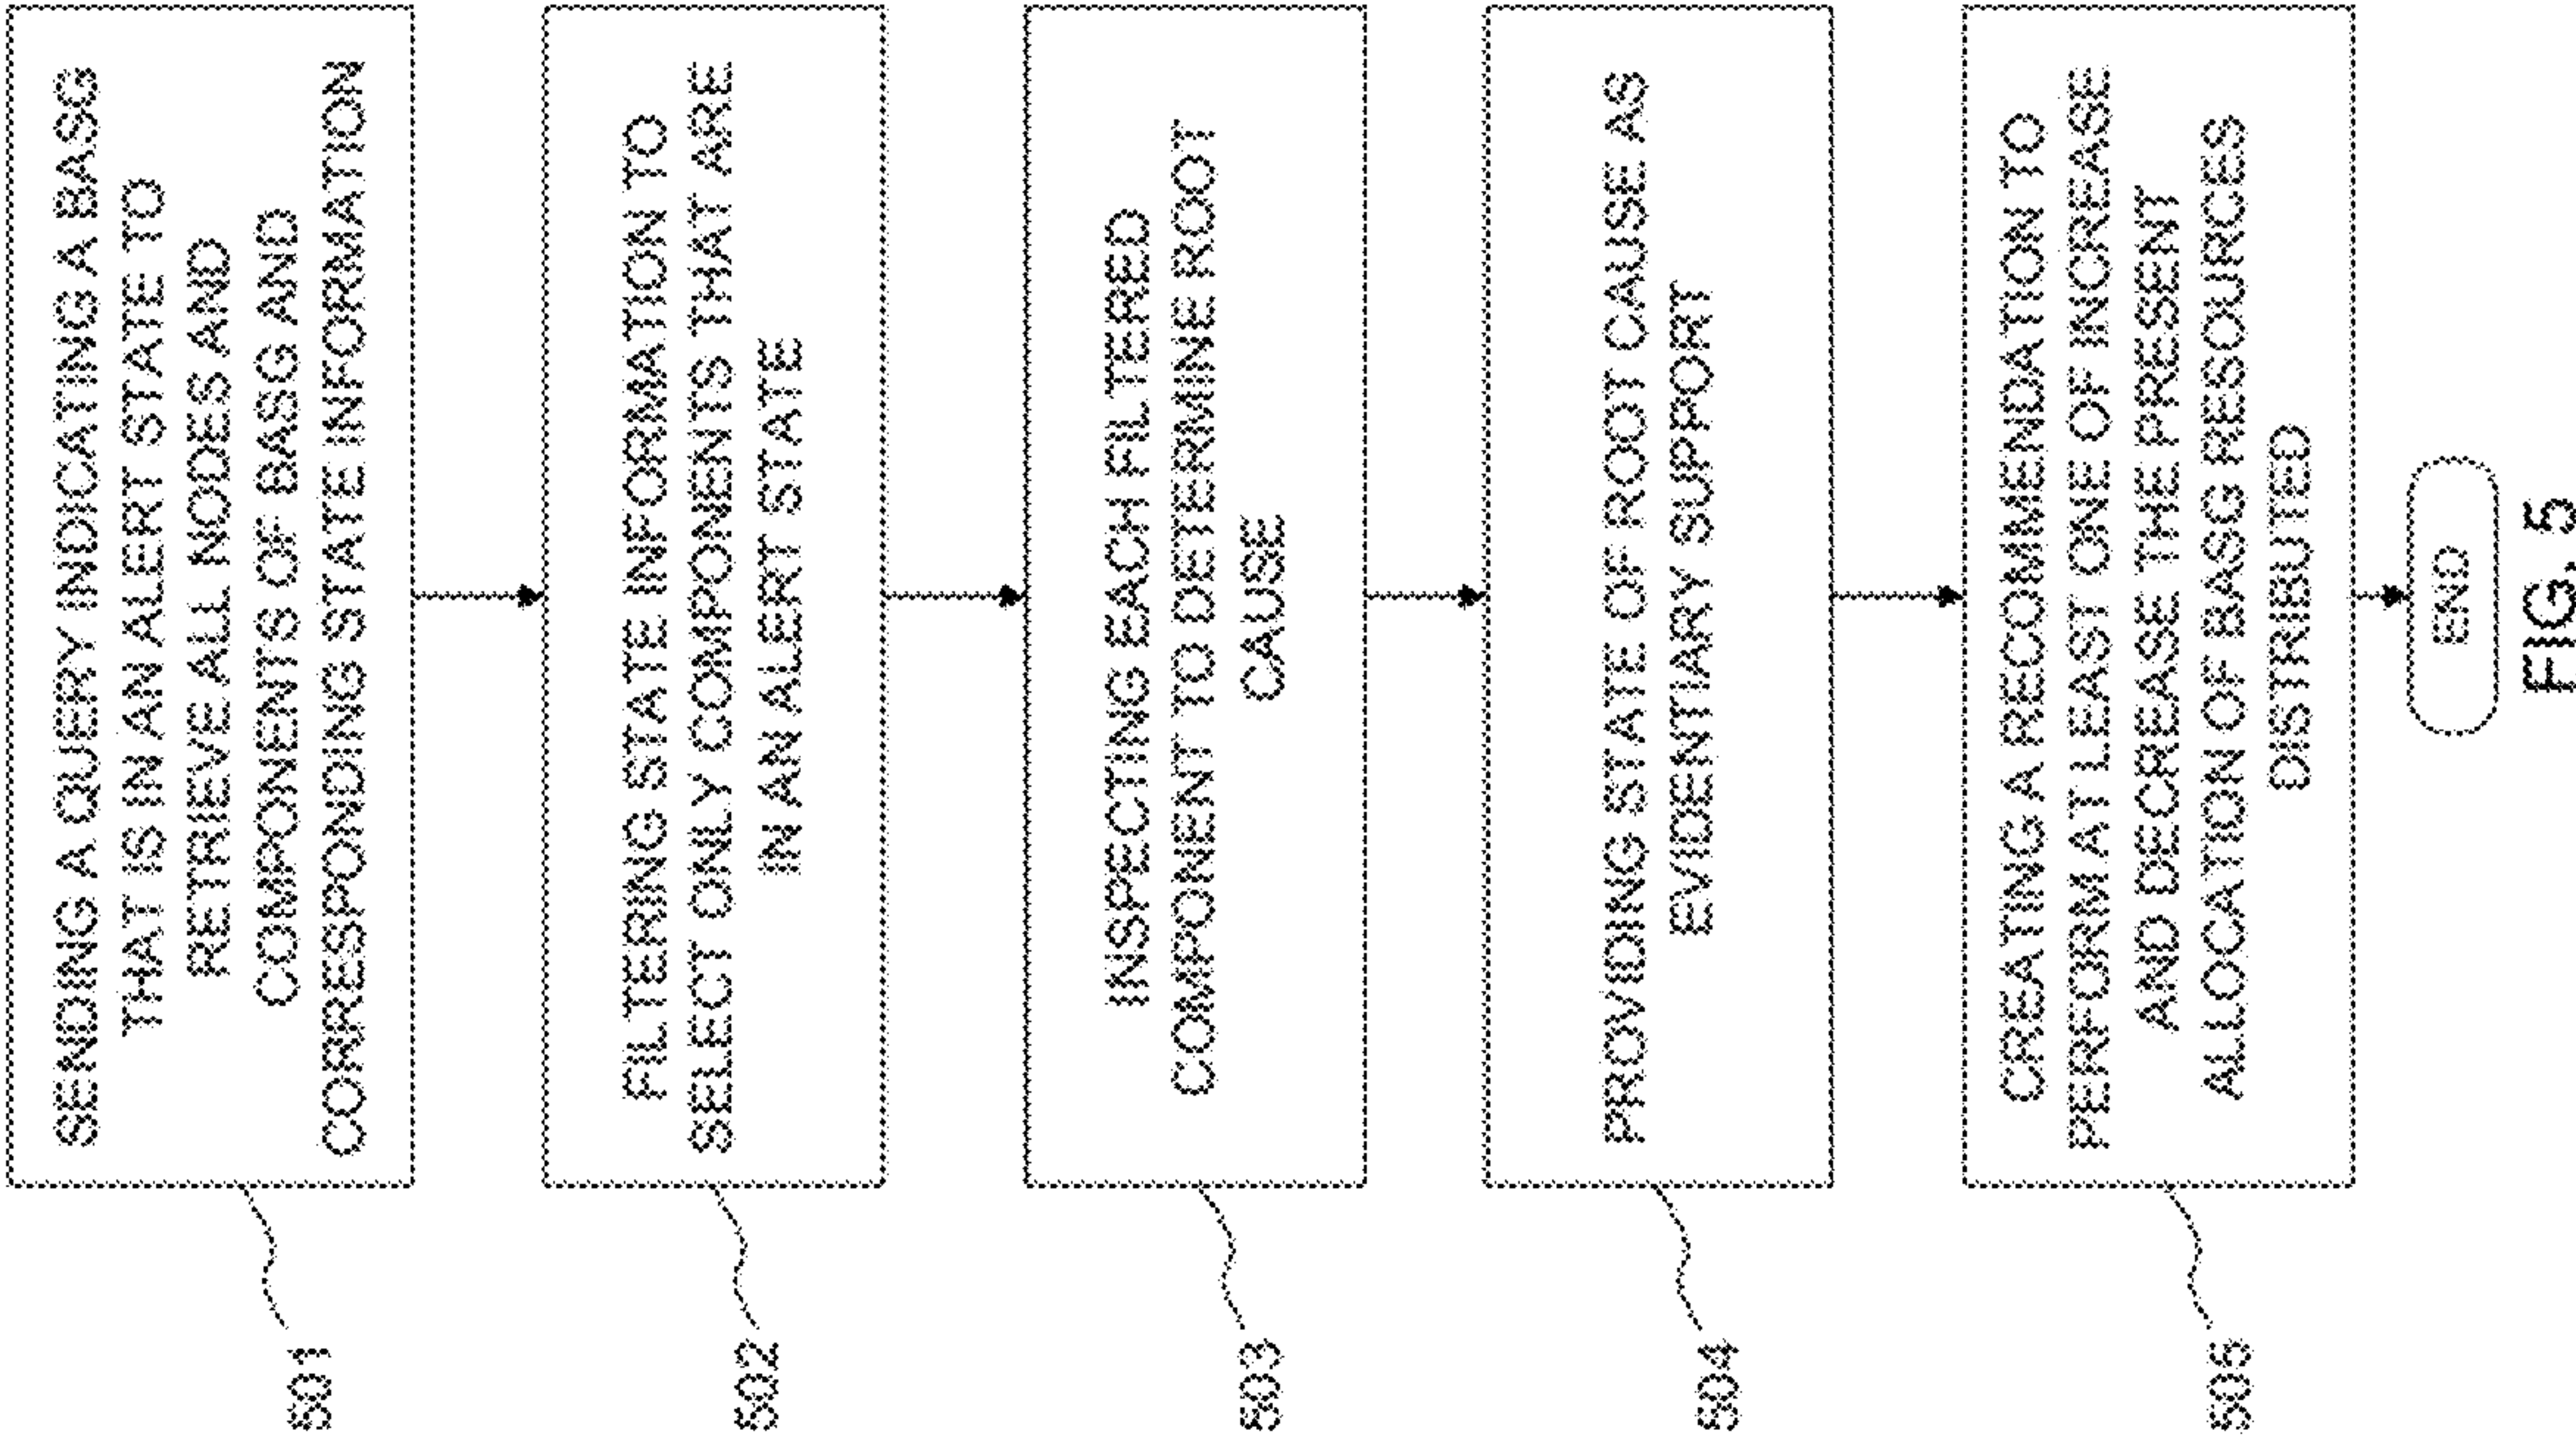 SENDING A QUERY INDICATING A BASG
THAT IS IN AN ALERT STATE TO
RETRIEVE ALL NODES AND
COMPONENTS OF BASG AND
CORRESPONDING STATE INFORMATION
501
FILTERING STATE INFORMATION TO
SELECT ONLY COMPONENTS THAT ARE
IN AN ALERT STATE
502
INSPECTING EACH FILTERED
COMPONENT TO DETERMINE ROOT
CAUSE
503
PROVIDING STATE OF ROOT CAUSE AS
EVIDENTIARY SUPPORT
504
CREATING A RECOMMENDATION TO
PERFORM AT LEAST ONE OF INCREASE
AND DECREASE THE PRESENT
ALLOCATION OF BASG RESOURCES
DISTRIBUTED
505
END
FIG. 5